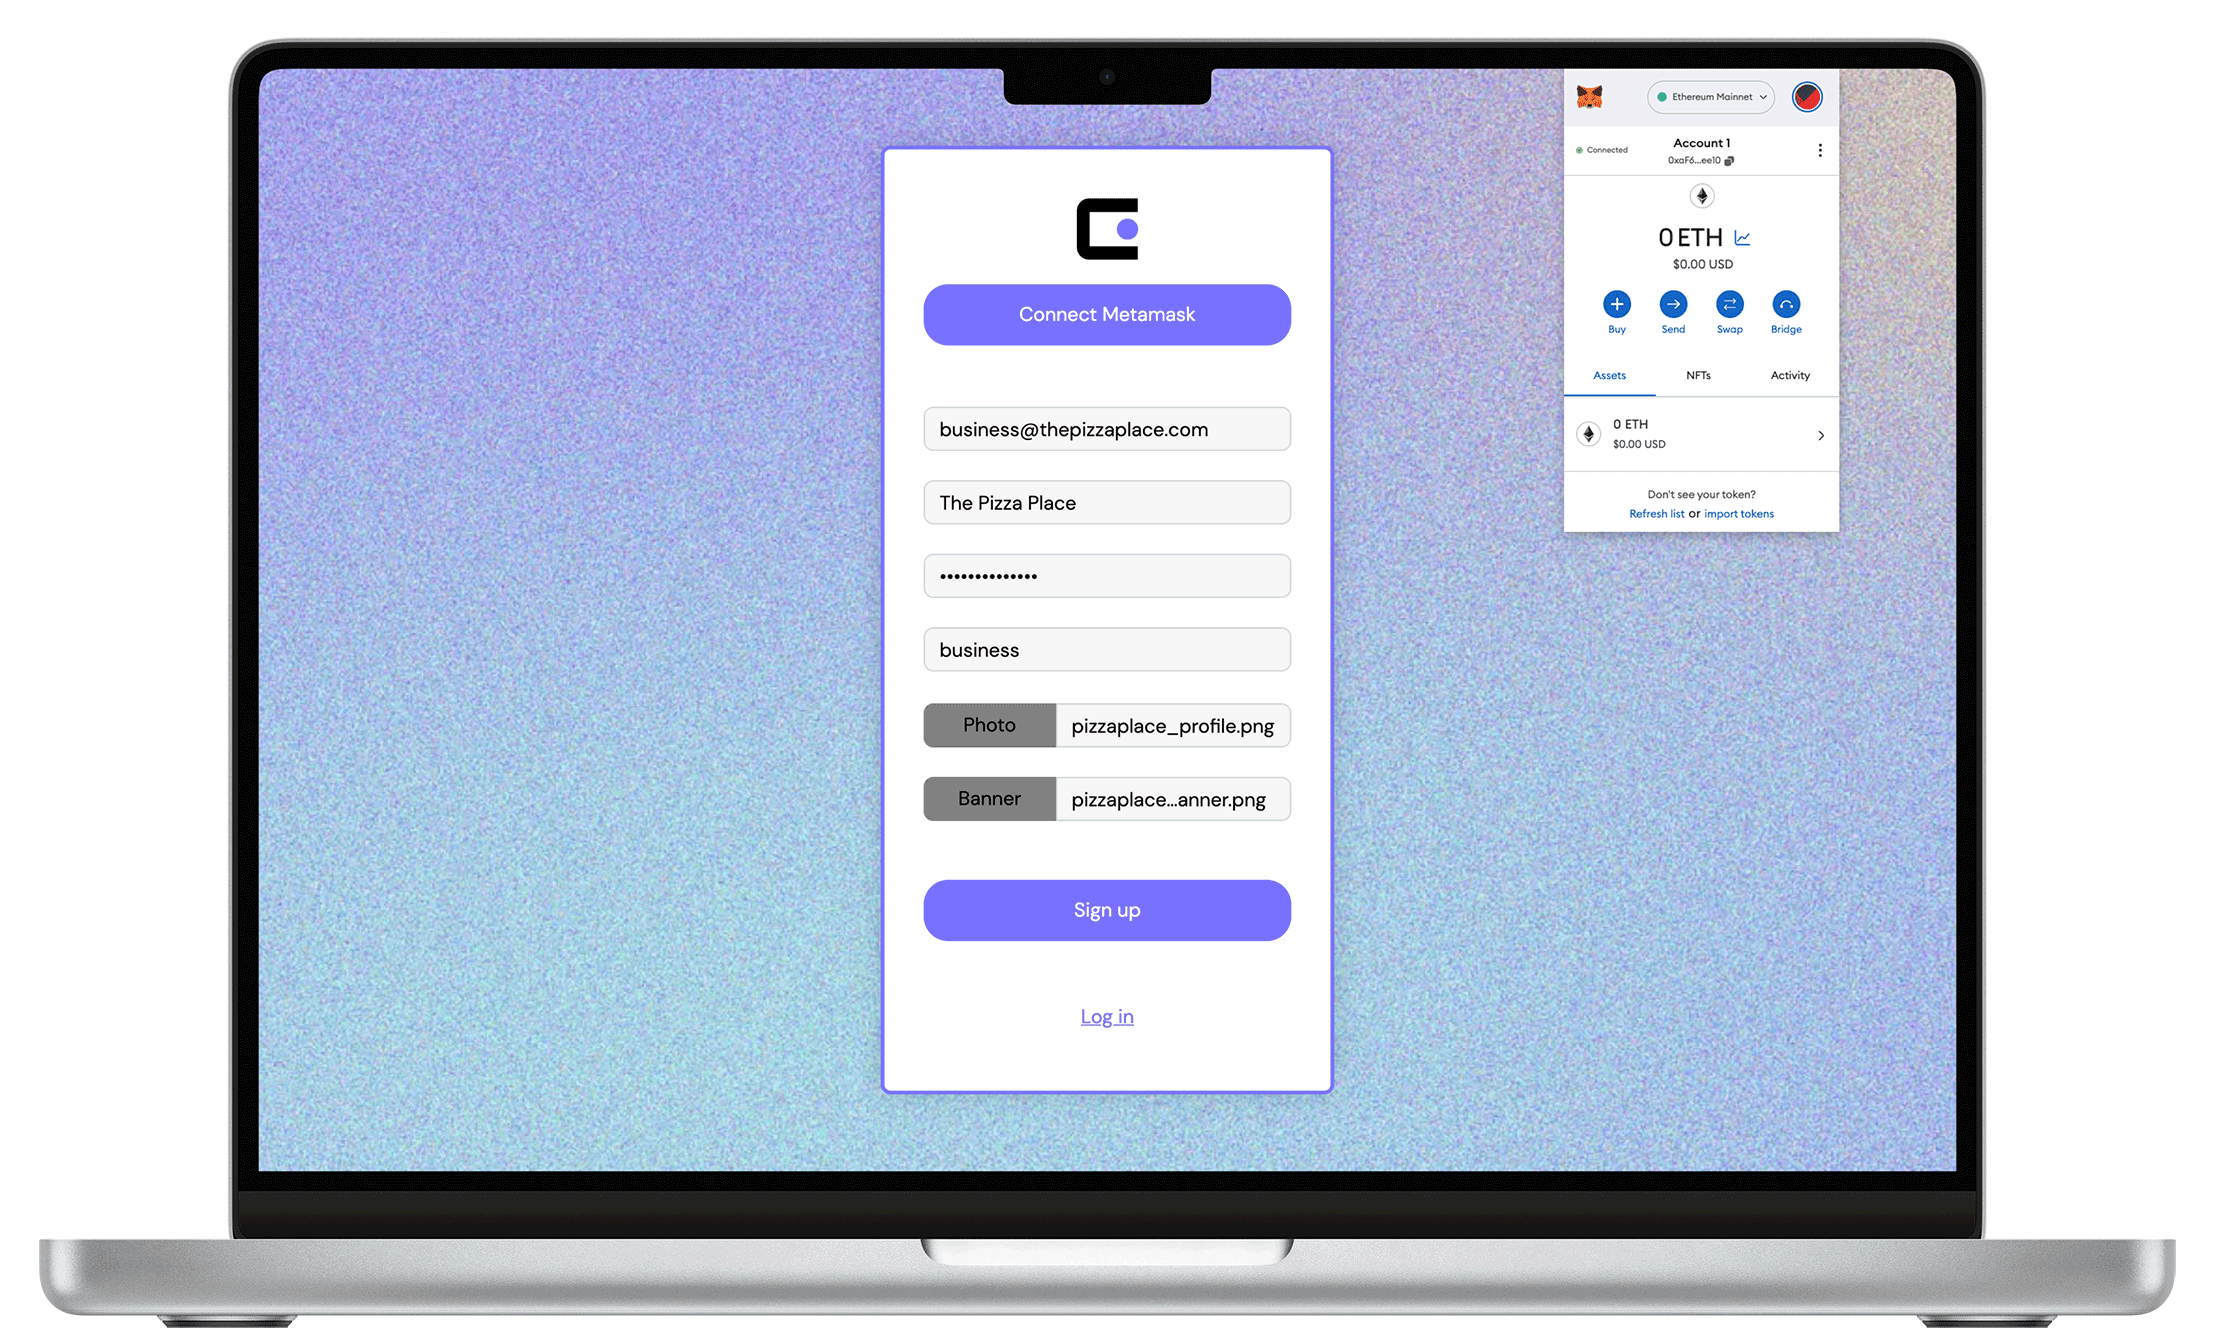 Connect Metamask
business@thepizzaplace.com
The Pizza Place
••••••••••••••
business
Photo pizzaplace_profile.png
Banner pizzaplace...anner.png
Sign up
Log in
Ethereum Mainnet
Connected
Account 1
0xaF6...ee10
0 ETH
$0.00 USD
Buy Send Swap Bridge
Assets NFTs Activity
0 ETH
$0.00 USD
Don't see your token?
Refresh list or import tokens